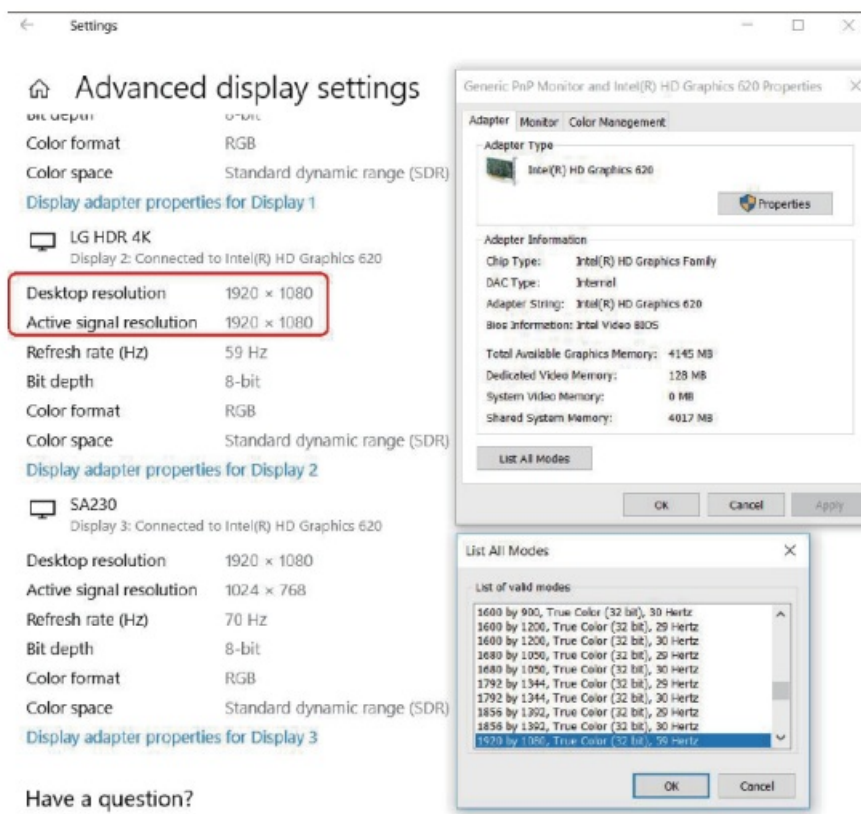 Settings
Advanced display settings
Bit depth 8-bit
Color format RGB
Color space Standard dynamic range (SDR)
Display adapter properties for Display 1
LG HDR 4K
Display 2: Connected to Intel(R) HD Graphics 620
Desktop resolution 1920 × 1080
Active signal resolution 1920 × 1080
Refresh rate (Hz) 59 Hz
Bit depth 8-bit
Color format RGB
Color space Standard dynamic range (SDR)
Display adapter properties for Display 2
SA230
Display 3: Connected to Intel(R) HD Graphics 620
Desktop resolution 1920 × 1080
Active signal resolution 1024 × 768
Refresh rate (Hz) 70 Hz
Bit depth 8-bit
Color format RGB
Color space Standard dynamic range (SDR)
Display adapter properties for Display 3
Have a question?
Generic PnP Monitor and Intel(R) HD Graphics 620 Properties
Adapter Monitor Color Management
Adapter Type
Intel(R) HD Graphics 620
Properties
Adapter Information
Chip Type: Intel(R) HD Graphics Family
DAC Type: Internal
Adapter String: Intel(R) HD Graphics 620
Bios Information: Intel Video BIOS
Total Available Graphics Memory: 4145 MB
Dedicated Video Memory: 128 MB
System Video Memory: 0 MB
Shared System Memory: 4017 MB
List All Modes
OK Cancel Apply
List All Modes
List of valid modes
1600 by 900, True Color (32 bit), 30 Hertz
1600 by 1200, True Color (32 bit), 29 Hertz
1600 by 1200, True Color (32 bit), 30 Hertz
1680 by 1050, True Color (32 bit), 29 Hertz
1680 by 1050, True Color (32 bit), 30 Hertz
1792 by 1344, True Color (32 bit), 29 Hertz
1792 by 1344, True Color (32 bit), 30 Hertz
1856 by 1392, True Color (32 bit), 29 Hertz
1856 by 1392, True Color (32 bit), 30 Hertz
1920 by 1080, True Color (32 bit), 59 Hertz
OK Cancel